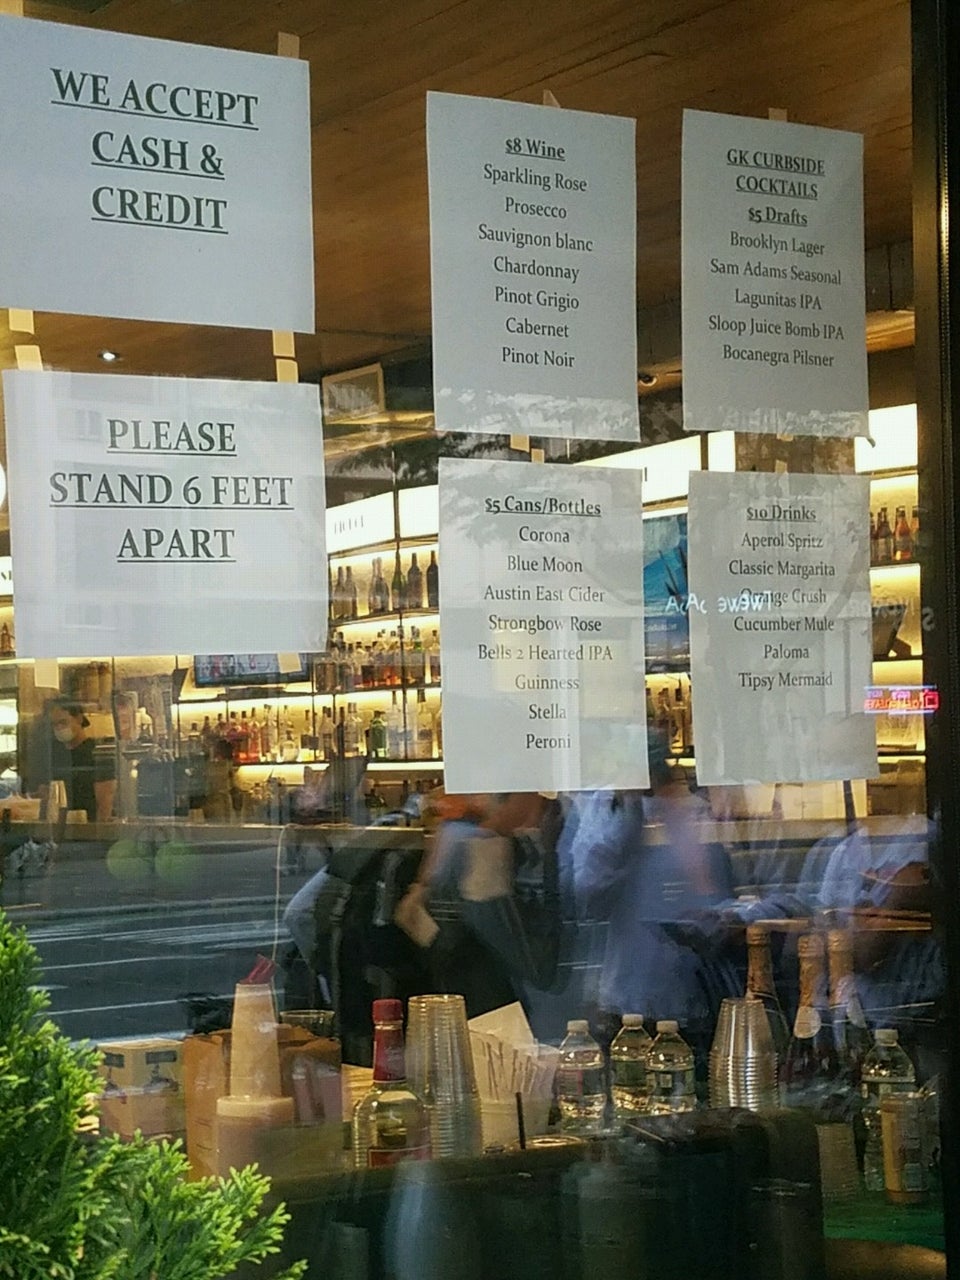 WE ACCEPT
CASH &
CREDIT
PLEASE
STAND 6 FEET
APART
$8 Wine
Sparkling Rose
Prosecco
Sauvignon blanc
Chardonnay
Pinot Grigio
Cabernet
Pinot Noir
GK CURBSIDE
COCKTAILS
$5 Drafts
Brooklyn Lager
Sam Adams Seasonal
Lagunitas IPA
Sloop Juice Bomb IPA
Bocanegra Pilsner
$5 Cans/Bottles
Corona
Blue Moon
Austin East Cider
Strongbow Rose
Bells 2 Hearted IPA
Guinness
Stella
Peroni
$10 Drinks
Aperol Spritz
Classic Margarita
Orange Crush
Cucumber Mule
Paloma
Tipsy Mermaid